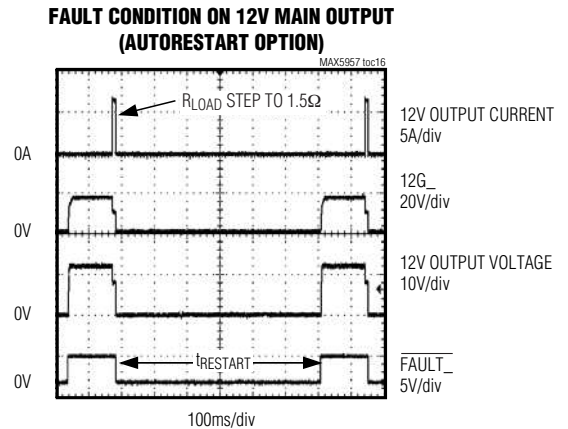 FAULT CONDITION ON 12V MAIN OUTPUT
(AUTORESTART OPTION)
MAX5957 toc16
RLOAD STEP TO 1.5Ω
12V OUTPUT CURRENT
5A/div
0A
12G_
20V/div
0V
12V OUTPUT VOLTAGE
10V/div
0V
tRESTART
FAULT_
5V/div
0V
100ms/div